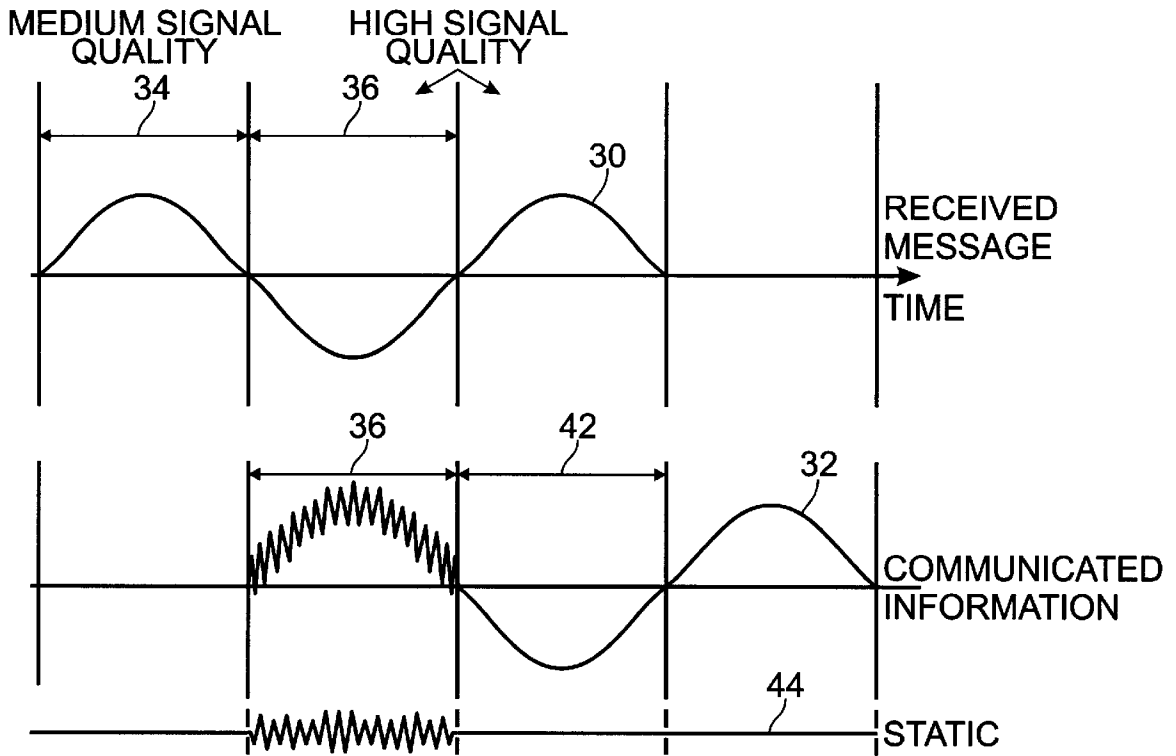 MEDIUM SIGNAL
QUALITY
HIGH SIGNAL
QUALITY
34
36
30
RECEIVED
MESSAGE
TIME
36
42
32
COMMUNICATED
INFORMATION
44
STATIC